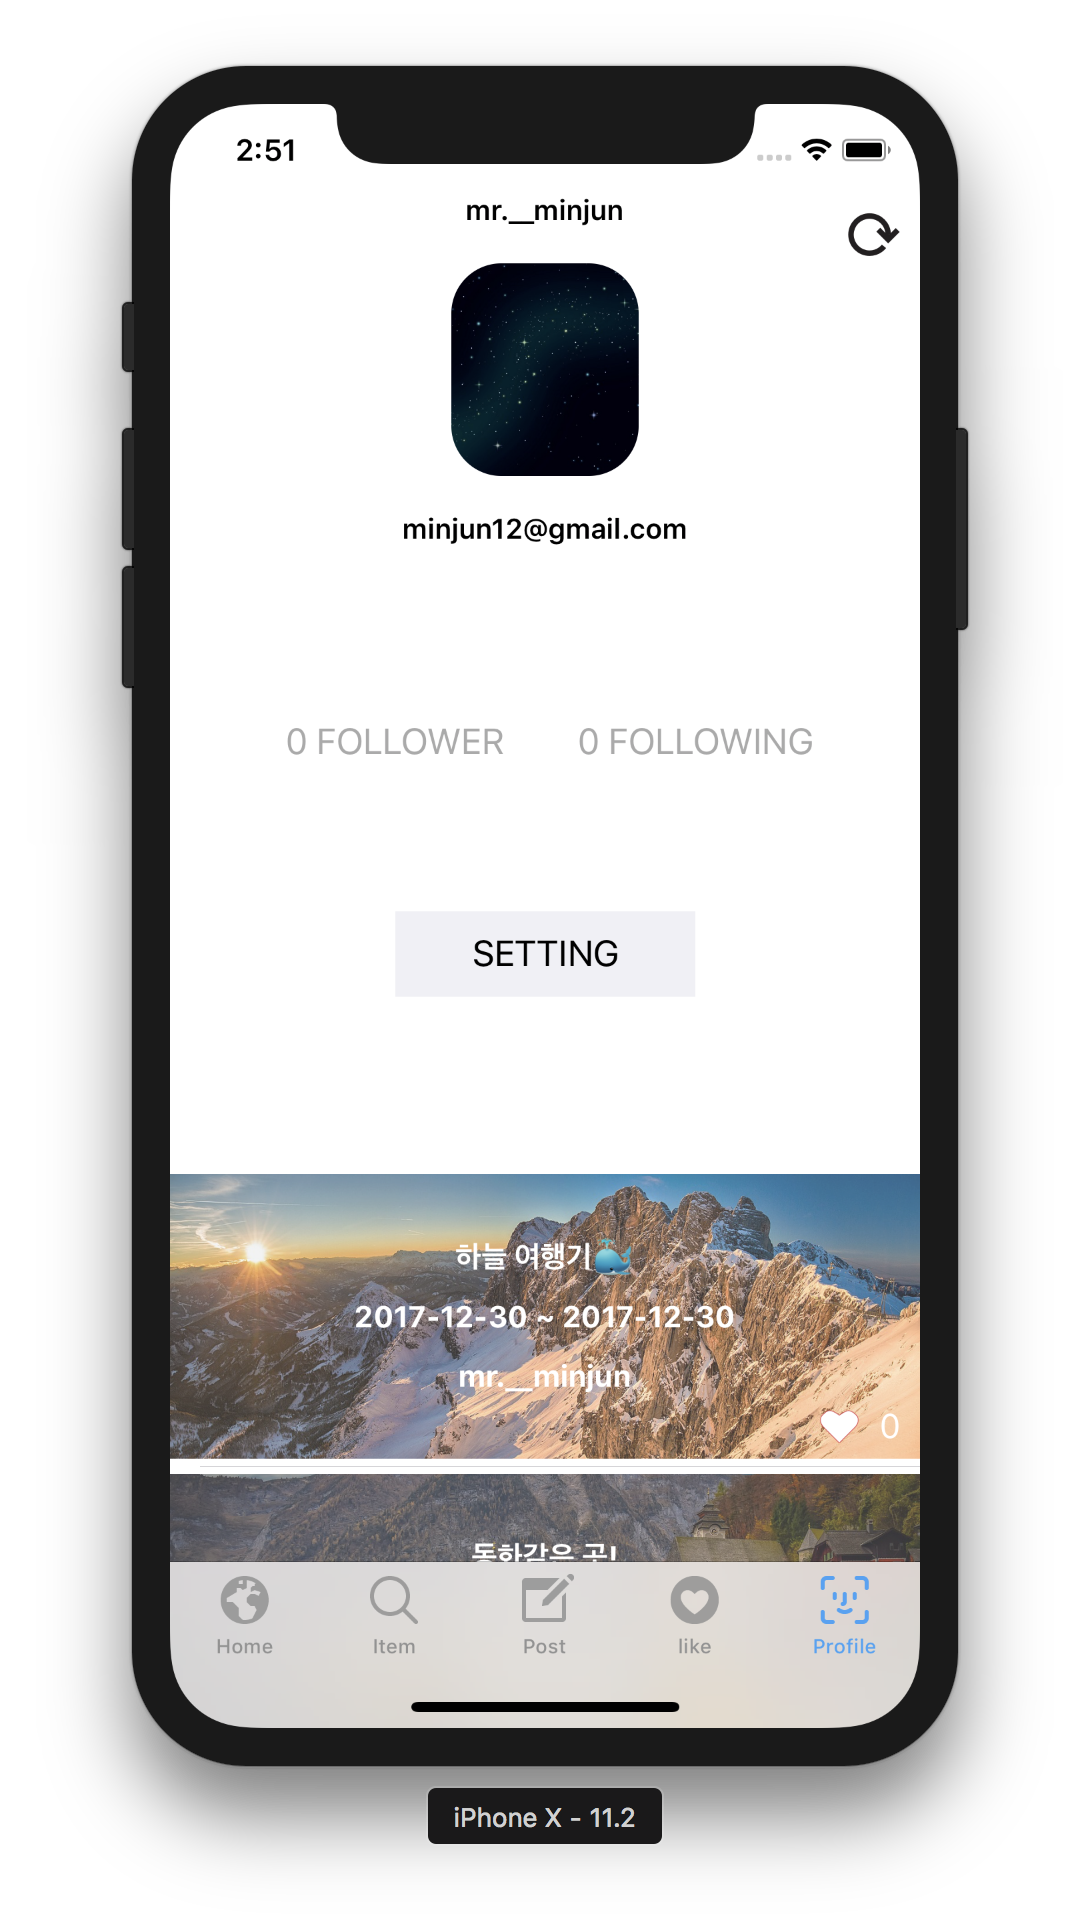 2:51
mr.__minjun
minjun12@gmail.com
0 FOLLOWER 0 FOLLOWING
SETTING
하늘 여행기🐳
2017-12-30 ~ 2017-12-30
mr.__minjun
0
동화같은 곳!
Home Item Post like Profile
iPhone X - 11.2